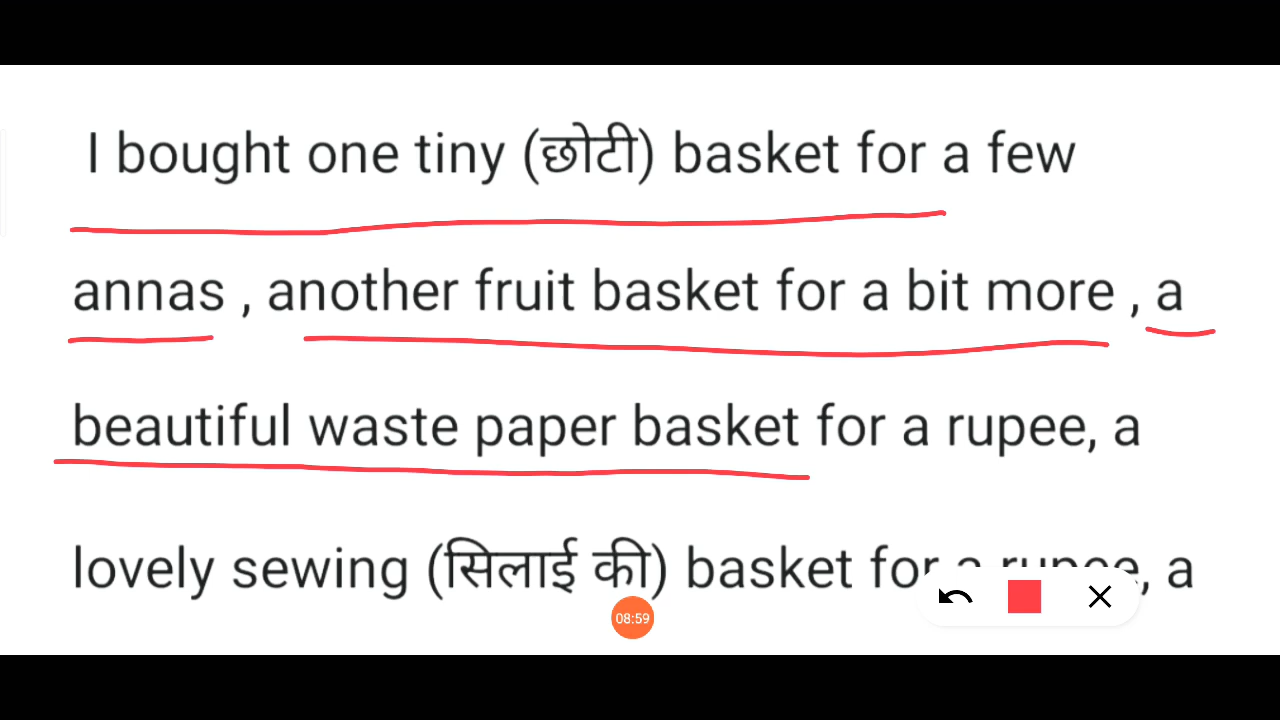 I bought one tiny (छोटी) basket for a few
annas , another fruit basket for a bit more , a
beautiful waste paper basket for a rupee, a
lovely sewing (सिलाई की) basket for a rupee, a
08:59